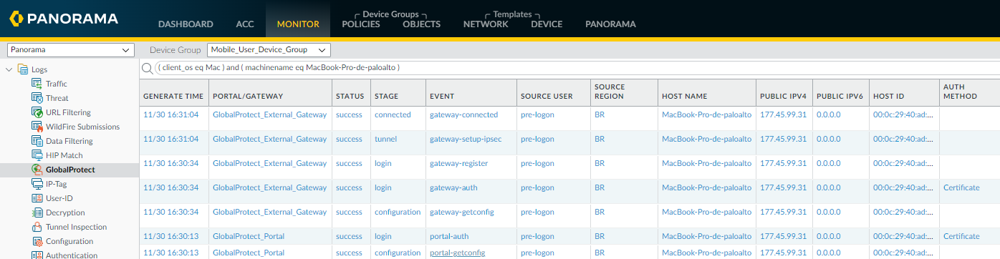 PANORAMA
DASHBOARD ACC MONITOR Device Groups POLICIES OBJECTS Templates NETWORK DEVICE PANORAMA
Panorama Device Group Mobile_User_Device_Group
Logs
Traffic
Threat
URL Filtering
WildFire Submissions
Data Filtering
HIP Match
GlobalProtect
IP-Tag
User-ID
Decryption
Tunnel Inspection
Configuration
Authentication
( client_os eq Mac ) and ( machinename eq MacBook-Pro-de-paloalto )
GENERATE TIME PORTAL/GATEWAY STATUS STAGE EVENT SOURCE USER SOURCE REGION HOST NAME PUBLIC IPV4 PUBLIC IPV6 HOST ID AUTH METHOD
11/30 16:31:04 GlobalProtect_External_Gateway success connected gateway-connected pre-logon BR MacBook-Pro-de-paloalto 177.45.99.31 0.0.0.0 00:0c:29:40:ad:...
11/30 16:31:04 GlobalProtect_External_Gateway success tunnel gateway-setup-ipsec pre-logon BR MacBook-Pro-de-paloalto 177.45.99.31 0.0.0.0 00:0c:29:40:ad:...
11/30 16:30:34 GlobalProtect_External_Gateway success login gateway-register pre-logon BR MacBook-Pro-de-paloalto 177.45.99.31 0.0.0.0 00:0c:29:40:ad:...
11/30 16:30:34 GlobalProtect_External_Gateway success login gateway-auth pre-logon BR MacBook-Pro-de-paloalto 177.45.99.31 0.0.0.0 00:0c:29:40:ad:... Certificate
11/30 16:30:34 GlobalProtect_External_Gateway success configuration gateway-getconfig pre-logon BR MacBook-Pro-de-paloalto 177.45.99.31 0.0.0.0 00:0c:29:40:ad:...
11/30 16:30:13 GlobalProtect_Portal success login portal-auth pre-logon BR MacBook-Pro-de-paloalto 177.45.99.31 0.0.0.0 00:0c:29:40:ad:... Certificate
11/30 16:30:13 GlobalProtect_Portal success configuration portal-getconfig pre-logon BR MacBook-Pro-de-paloalto 177.45.99.31 0.0.0.0 00:0c:29:40:ad:...